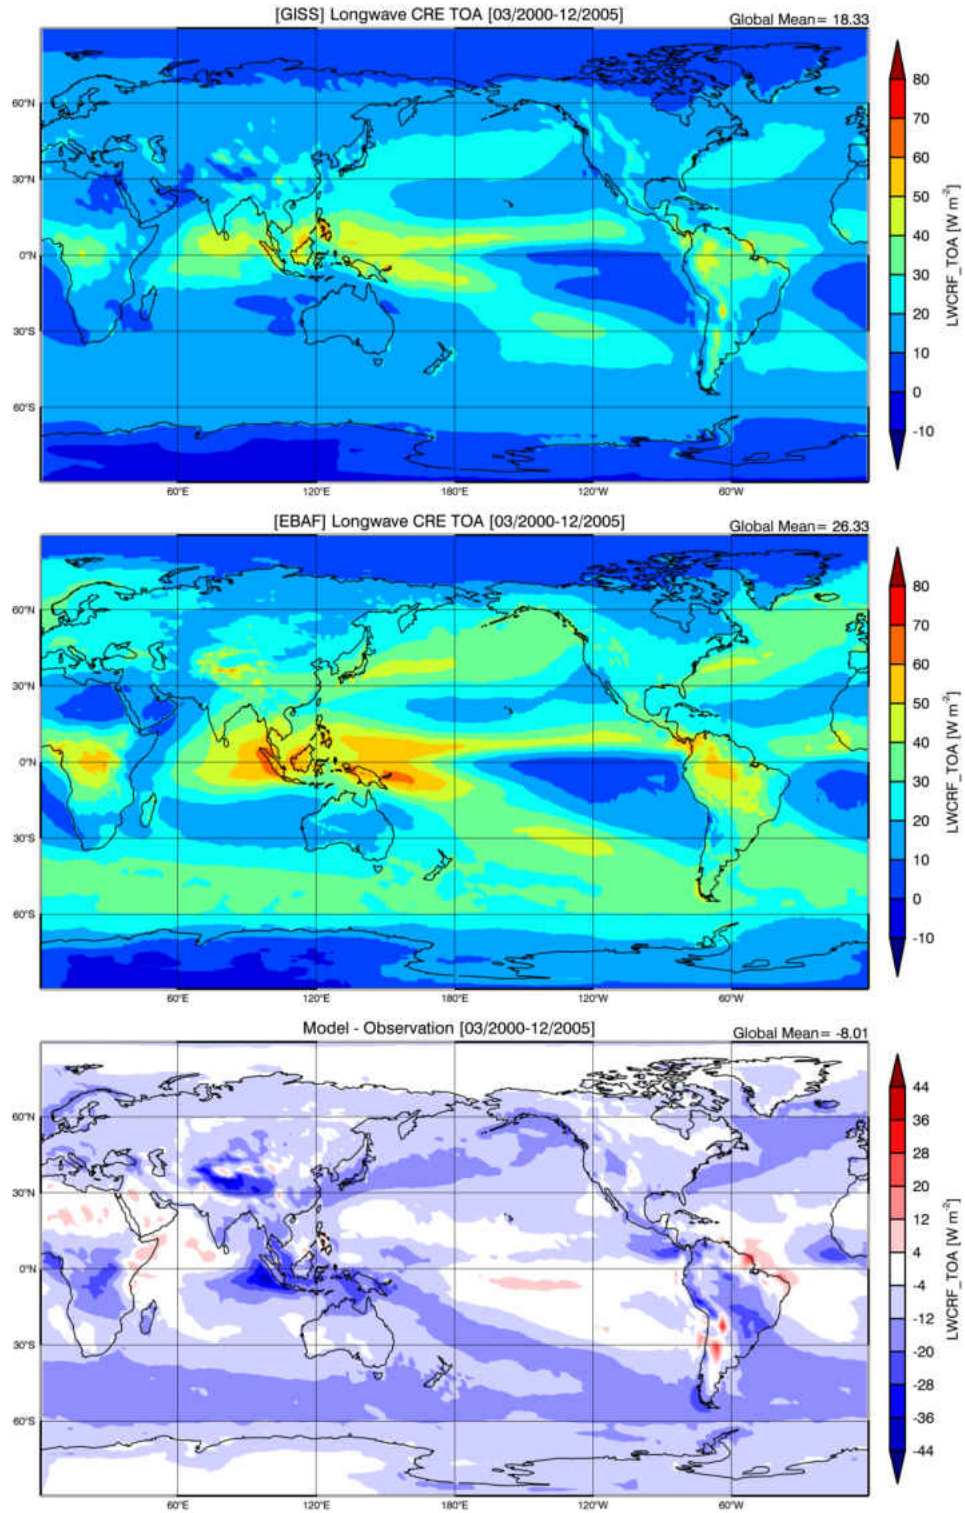 [GISS] Longwave CRE TOA [03/2000-12/2005]
Global Mean= 18.33
60°N
30°N
0°N
30°S
60°S
60°E
120°E
180°E
120°W
60°W
80
70
60
50
40
30
20
10
0
-10
LWCRF_TOA [W m-2]
[EBAF] Longwave CRE TOA [03/2000-12/2005]
Global Mean= 26.33
60°N
30°N
0°N
30°S
60°S
60°E
120°E
180°E
120°W
60°W
80
70
60
50
40
30
20
10
0
-10
LWCRF_TOA [W m-2]
Model - Observation [03/2000-12/2005]
Global Mean= -8.01
60°N
30°N
0°N
30°S
60°S
60°E
120°E
180°E
120°W
60°W
44
36
28
20
12
4
-4
-12
-20
-28
-36
-44
LWCRF_TOA [W m-2]